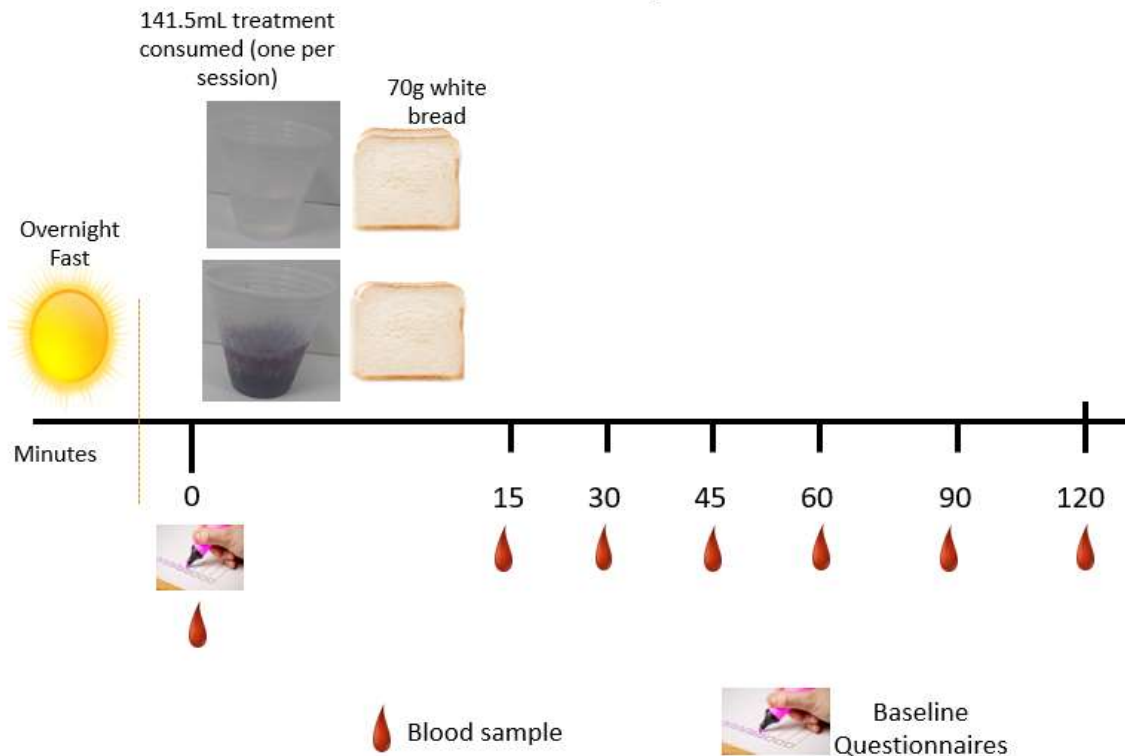 141.5mL treatment
consumed (one per
session)
70g white
bread
Overnight
Fast
Minutes
0
15
30
45
60
90
120
Blood sample
Baseline
Questionnaires